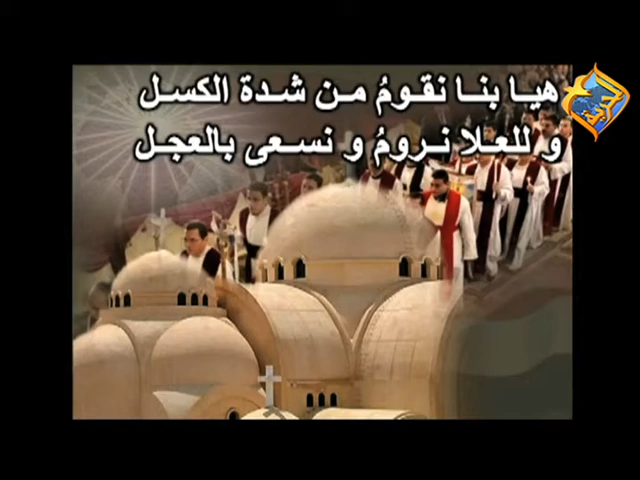 هيا بنا نقومُ من شدة الكسل
و للعلا نرومُ و نسعى بالعجل